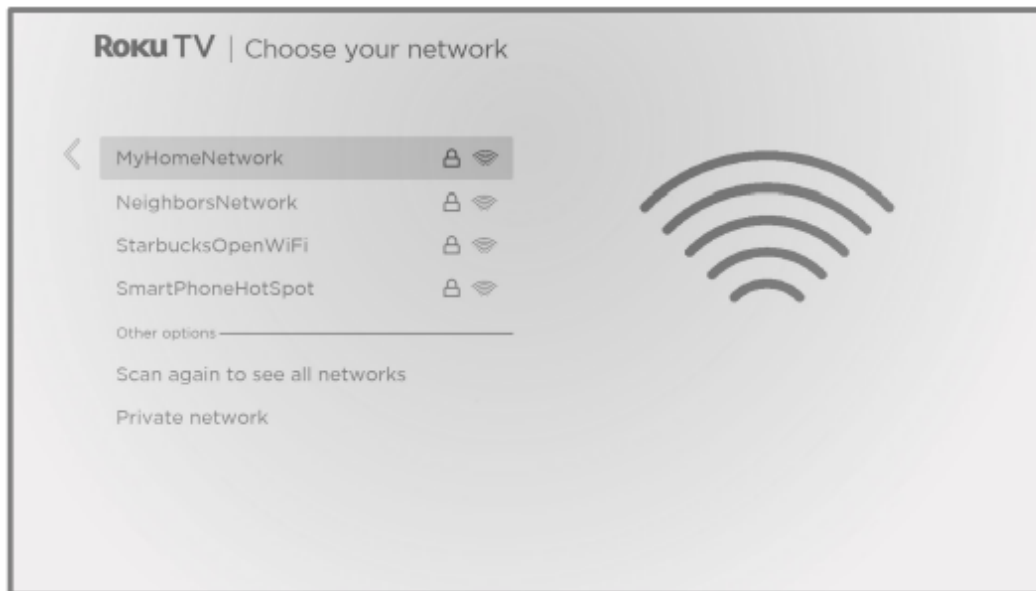 Roku TV | Choose your network
MyHomeNetwork
NeighborsNetwork
StarbucksOpenWiFi
SmartPhoneHotSpot
Other options
Scan again to see all networks
Private network